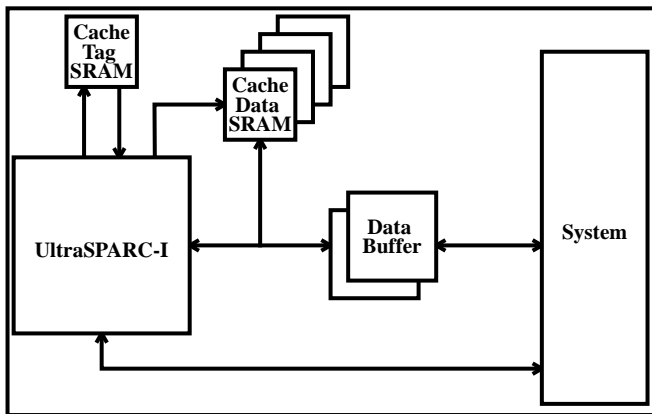 Cache
Tag
SRAM
Cache
Data
SRAM
UltraSPARC-I
Data
Buffer
System